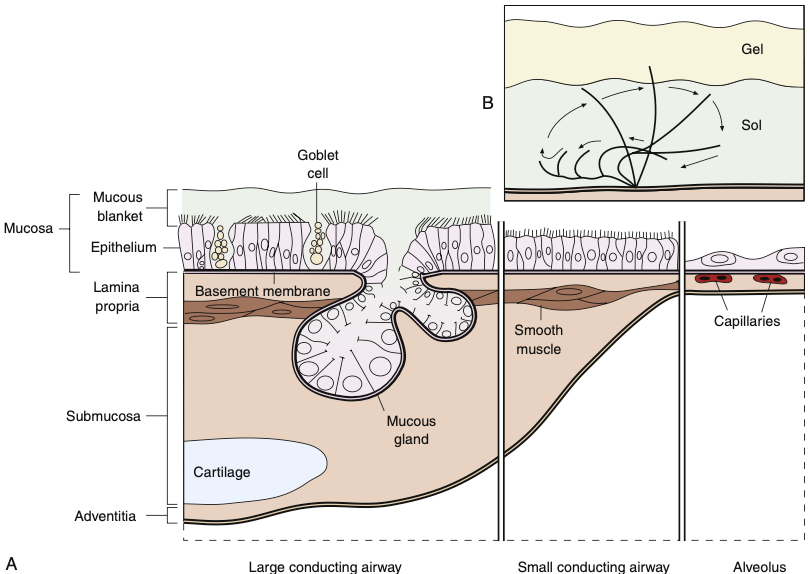 Gel
B
Sol
Goblet
cell
Mucous
blanket
Mucosa
Epithelium
Lamina
propria
Basement membrane
Smooth
muscle
Capillaries
Submucosa
Mucous
gland
Cartilage
Adventitia
A
Large conducting airway
Small conducting airway
Alveolus